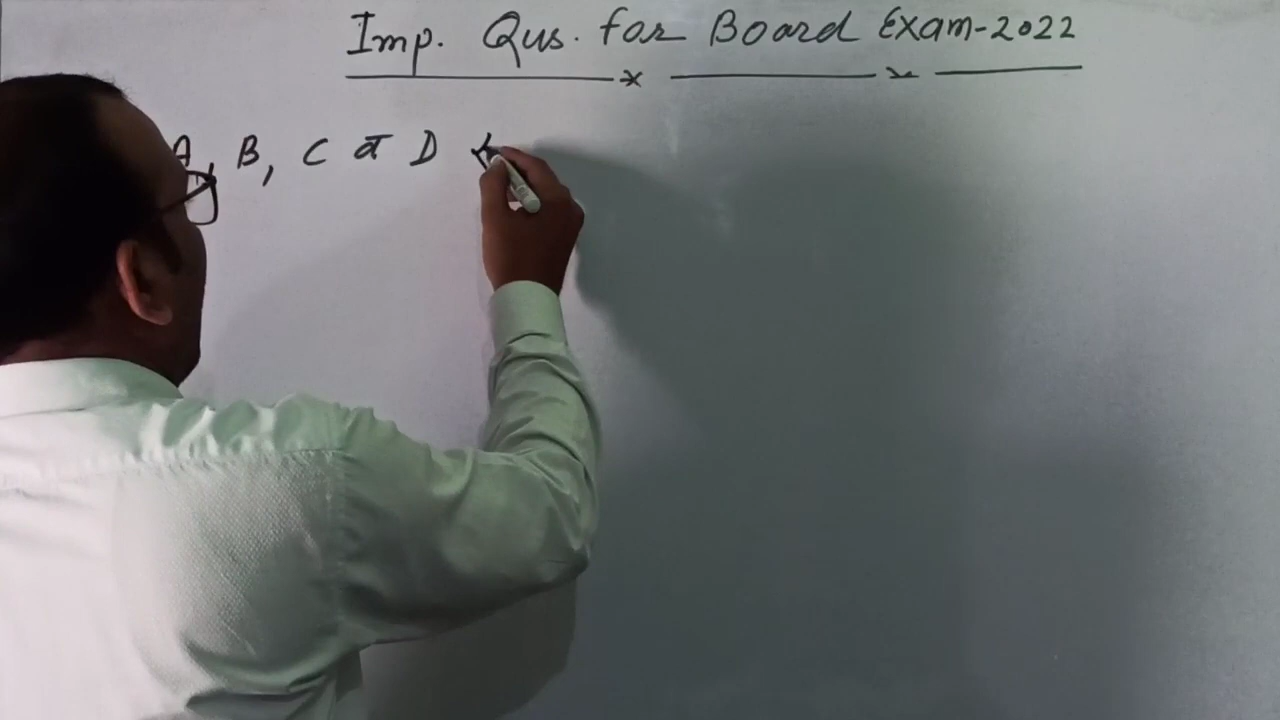 Imp. Qus. for Board Exam-2022
A, B, C व D